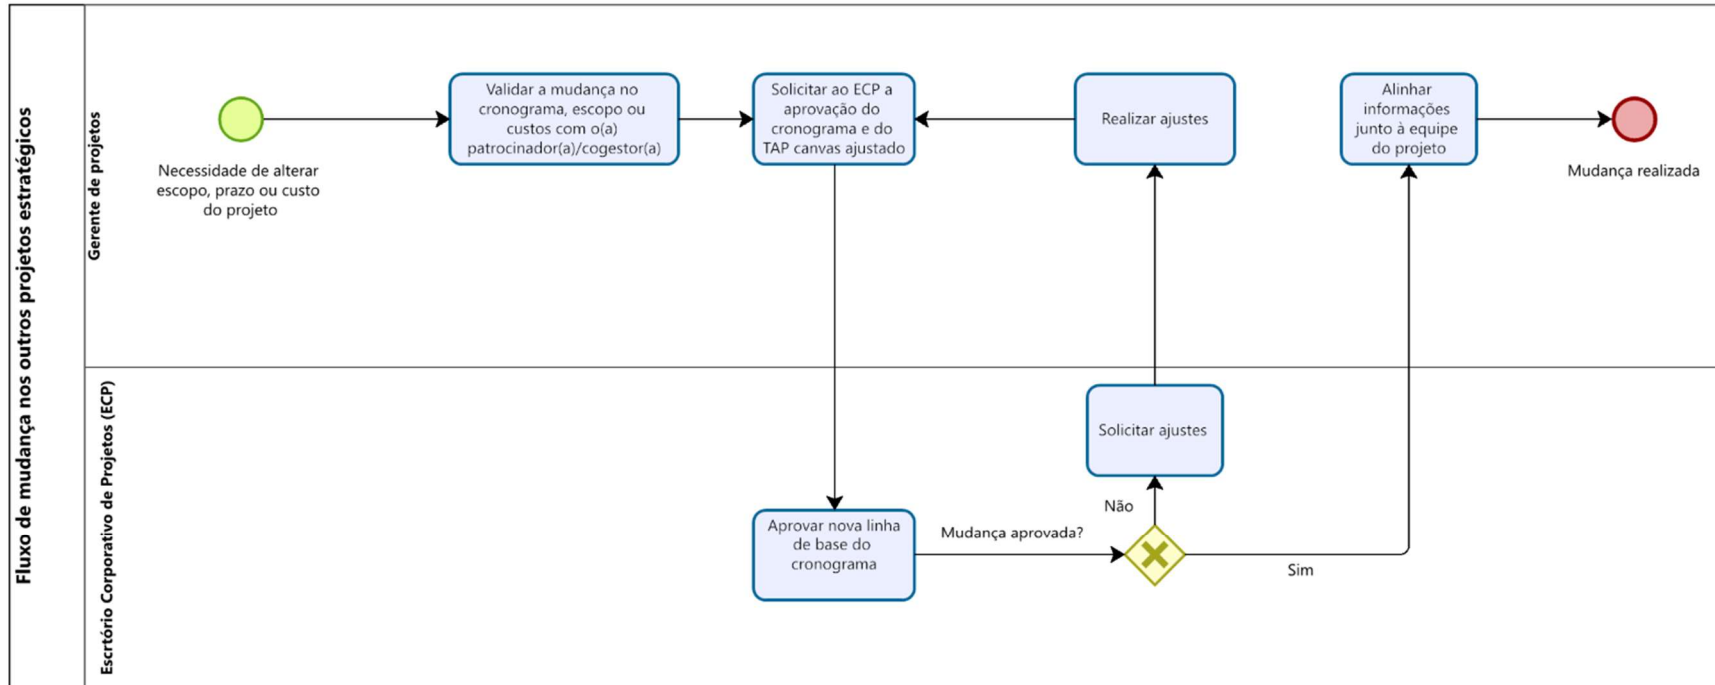 Fluxo de mudança nos outros projetos estratégicos
Gerente de projetos
Necessidade de alterar
escopo, prazo ou custo
do projeto
Validar a mudança no
cronograma, escopo ou
custos com o(a)
patrocinador(a)/cogestor(a)
Solicitar ao ECP a
aprovação do
cronograma e do
TAP canvas ajustado
Realizar ajustes
Alinhar
informações
junto à equipe
do projeto
Mudança realizada
Escrtório Corporativo de Projetos (ECP)
Solicitar ajustes
Não
Aprovar nova linha
de base do
cronograma
Mudança aprovada?
Sim